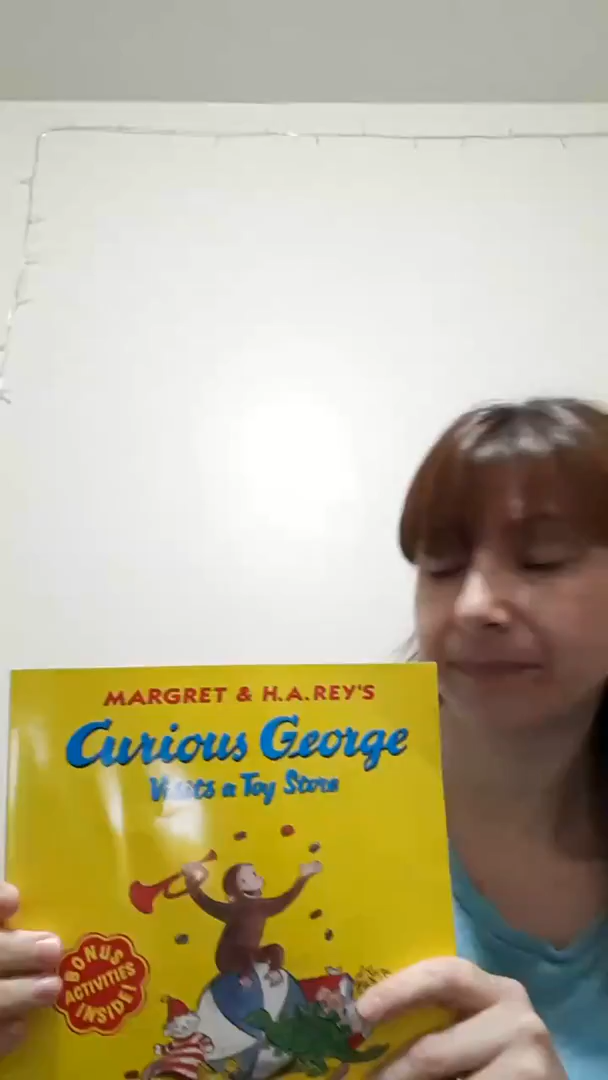 MARGRET & H.A.REY'S
Curious George
Visits a Toy Store
BONUS
ACTIVITIES
INSIDE!